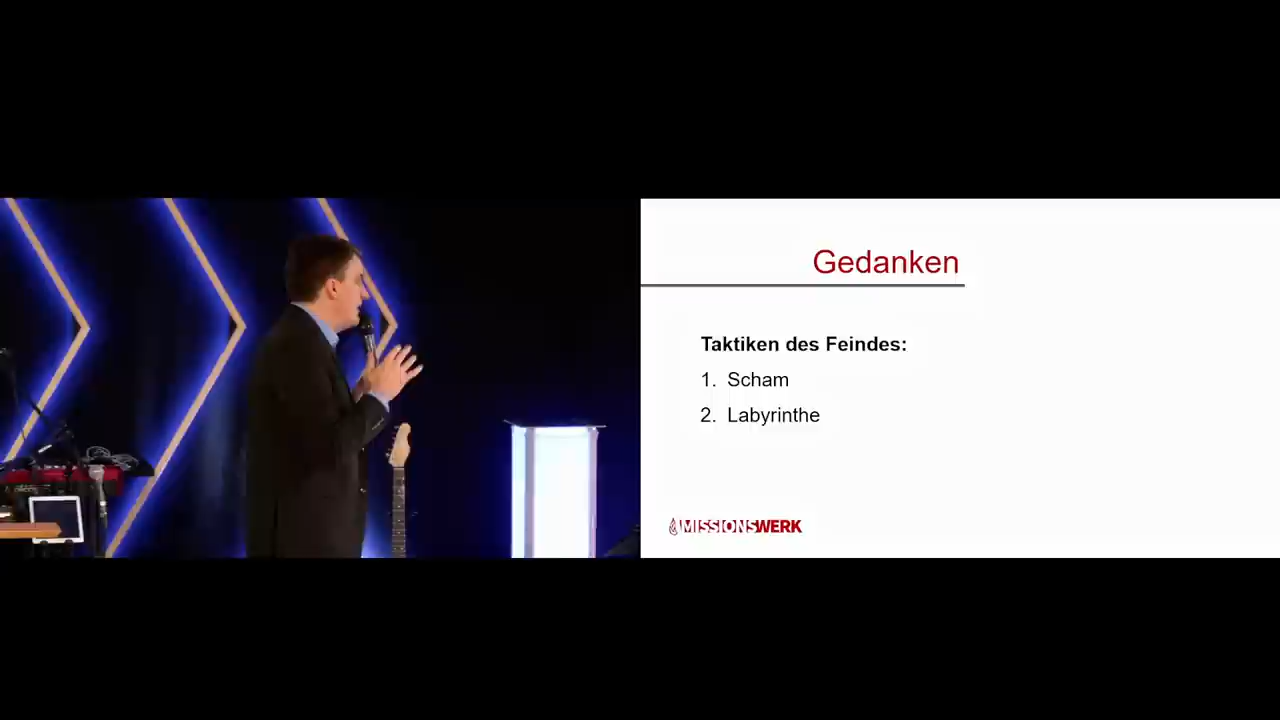 Gedanken
Taktiken des Feindes:
1. Scham
2. Labyrinthe
MISSIONSWERK